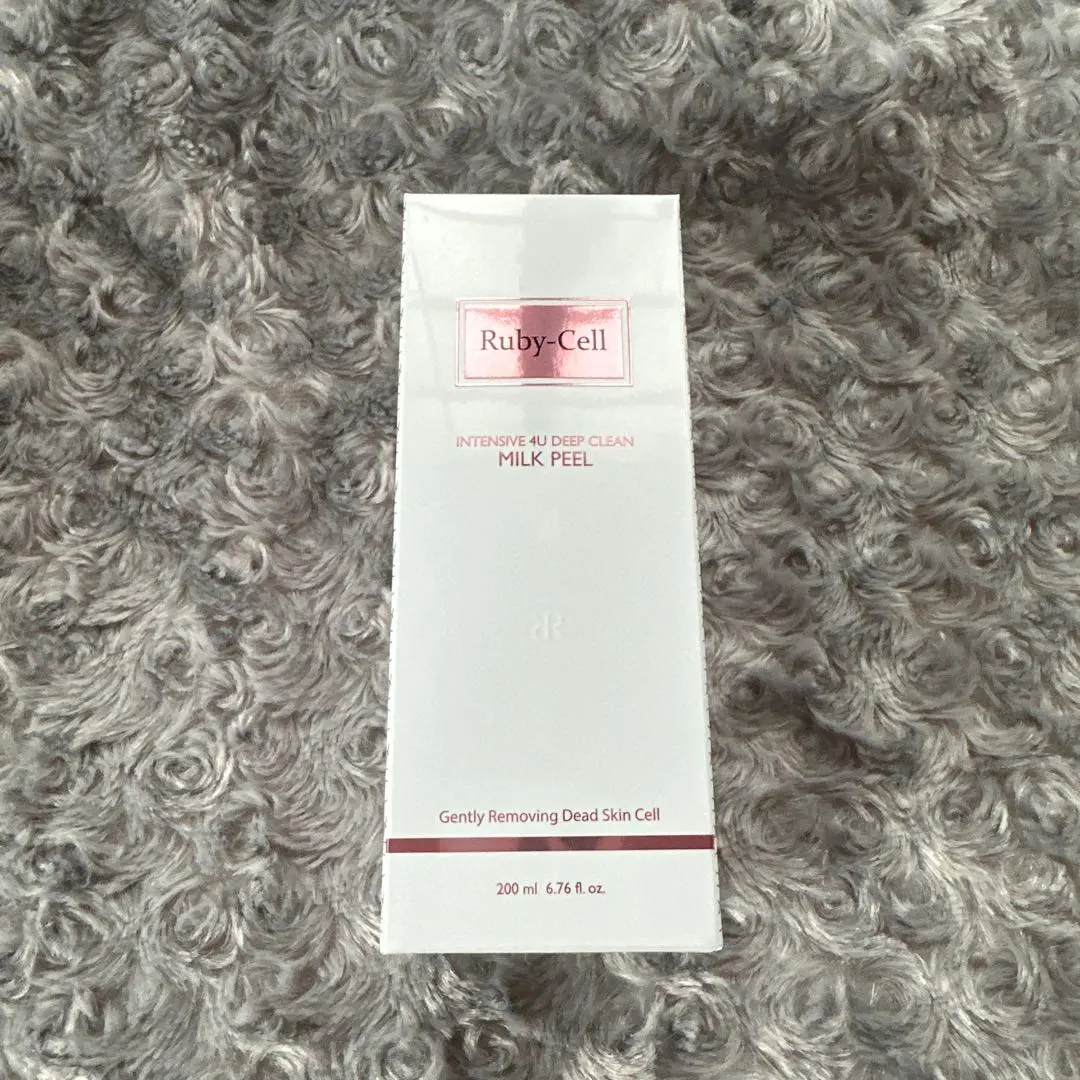 Ruby-Cell
INTENSIVE 4U DEEP CLEAN
MILK PEEL
Gently Removing Dead Skin Cell
200 ml 6.76 fl. oz.